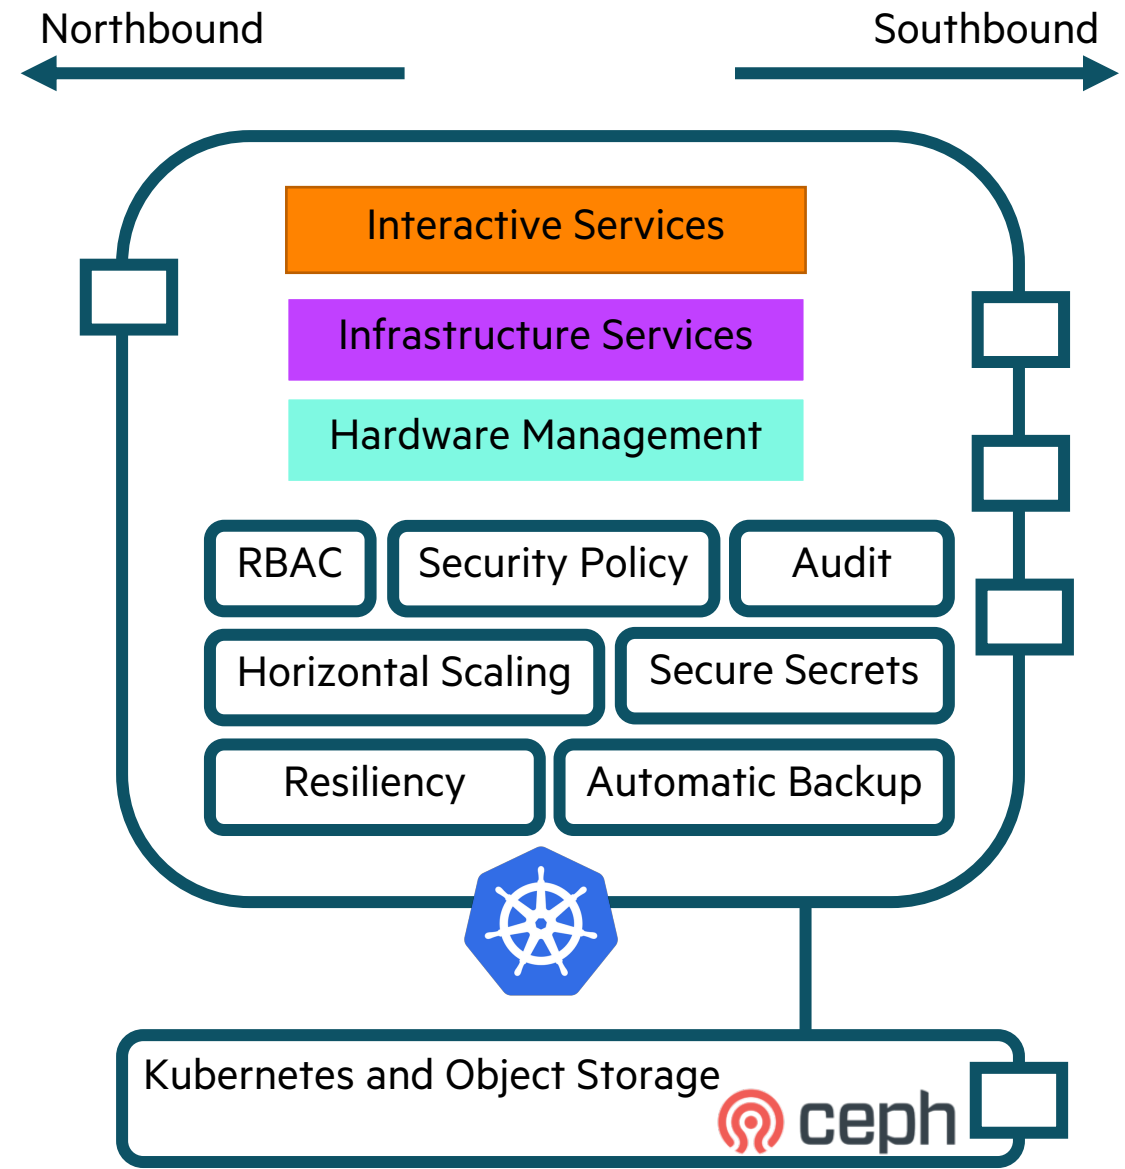 Northbound
Southbound
Interactive Services
Infrastructure Services
Hardware Management
RBAC
Security Policy
Audit
Horizontal Scaling
Secure Secrets
Resiliency
Automatic Backup
Kubernetes and Object Storage
ceph